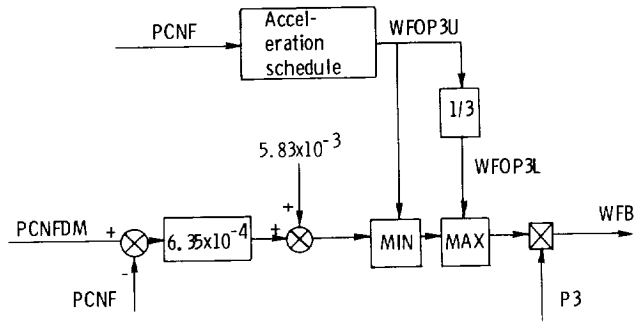 PCNF
Accel-
eration
schedule
WFOP3U
1/3
5.83x10⁻³
WFOP3L
+
PCNFDM
+
6.35x10⁻⁴
+
MIN
MAX
WFB
-
PCNF
P3